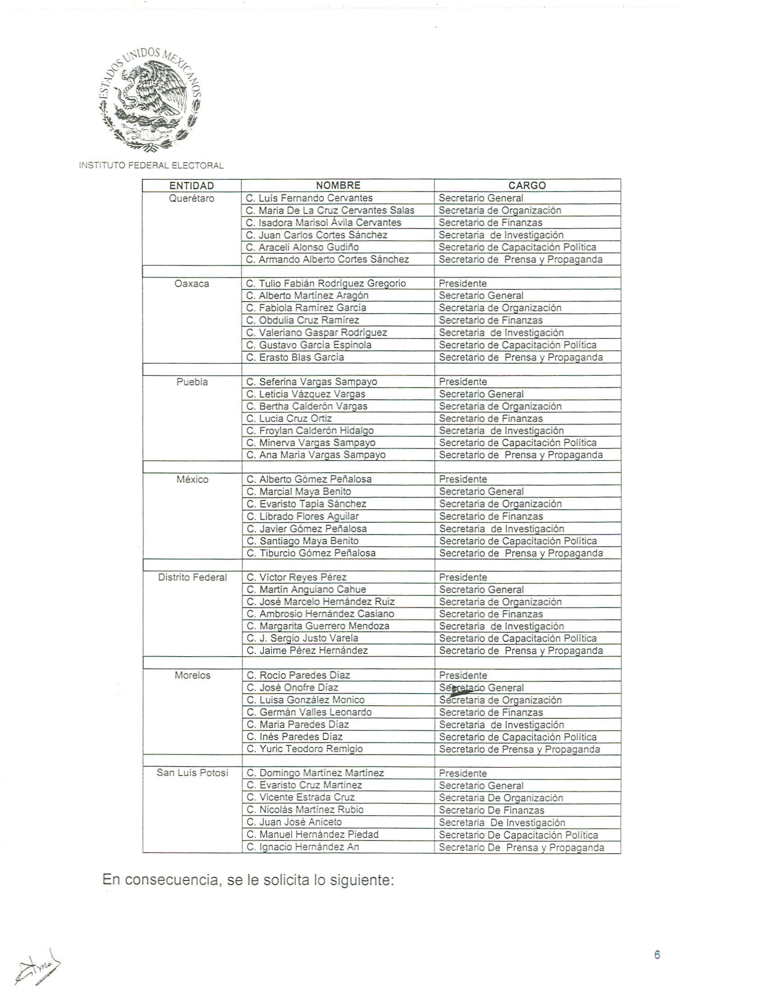 ESTADOS UNIDOS MEXICANOS
INSTITUTO FEDERAL ELECTORAL
ENTIDAD NOMBRE CARGO
Querétaro C. Luís Fernando Cervantes Secretario General
C. Maria De La Cruz Cervantes Salas Secretaria de Organización
C. Isadora Marisol Ávila Cervantes Secretario de Finanzas
C. Juan Carlos Cortes Sánchez Secretaria de Investigación
C. Araceli Alonso Gudiño Secretario de Capacitación Política
C. Armando Alberto Cortes Sánchez Secretario de Prensa y Propaganda
Oaxaca C. Tulio Fabián Rodríguez Gregorio Presidente
C. Alberto Martínez Aragón Secretario General
C. Fabiola Ramírez García Secretaria de Organización
C. Obdulia Cruz Ramírez Secretario de Finanzas
C. Valeriano Gaspar Rodríguez Secretaria de Investigación
C. Gustavo García Espinola Secretario de Capacitación Política
C. Erasto Blas García Secretario de Prensa y Propaganda
Puebla C. Seferina Vargas Sampayo Presidente
C. Leticia Vázquez Vargas Secretario General
C. Bertha Calderón Vargas Secretaria de Organización
C. Lucia Cruz Ortiz Secretario de Finanzas
C. Froylan Calderón Hidalgo Secretaria de Investigación
C. Minerva Vargas Sampayo Secretario de Capacitación Política
C. Ana Maria Vargas Sampayo Secretario de Prensa y Propaganda
México C. Alberto Gómez Peñalosa Presidente
C. Marcial Maya Benito Secretario General
C. Evaristo Tapia Sánchez Secretaria de Organización
C. Librado Flores Aguilar Secretario de Finanzas
C. Javier Gómez Peñalosa Secretaria de Investigación
C. Santiago Maya Benito Secretario de Capacitación Política
C. Tiburcio Gómez Peñalosa Secretario de Prensa y Propaganda
Distrito Federal C. Víctor Reyes Pérez Presidente
C. Martín Anguiano Cahue Secretario General
C. José Marcelo Hernández Ruiz Secretaria de Organización
C. Ambrosio Hernández Casiano Secretario de Finanzas
C. Margarita Guerrero Mendoza Secretaria de Investigación
C. J. Sergio Justo Varela Secretario de Capacitación Política
C. Jaime Pérez Hernández Secretario de Prensa y Propaganda
Morelos C. Rocío Paredes Díaz Presidente
C. José Onofre Díaz Secretario General
C. Luisa González Monico Secretaria de Organización
C. Germán Valles Leonardo Secretario de Finanzas
C. Maria Paredes Díaz Secretaria de Investigación
C. Inés Paredes Díaz Secretario de Capacitación Política
C. Yuric Teodoro Remigio Secretario de Prensa y Propaganda
San Luís Potosí C. Domingo Martínez Martínez Presidente
C. Evaristo Cruz Martínez Secretario General
C. Vicente Estrada Cruz Secretaria De Organización
C. Nicolás Martínez Rubio Secretario De Finanzas
C. Juan José Aniceto Secretaria De Investigación
C. Manuel Hernández Piedad Secretario De Capacitación Política
C. Ignacio Hernández An Secretario De Prensa y Propaganda
En consecuencia, se le solicita lo siguiente:
6